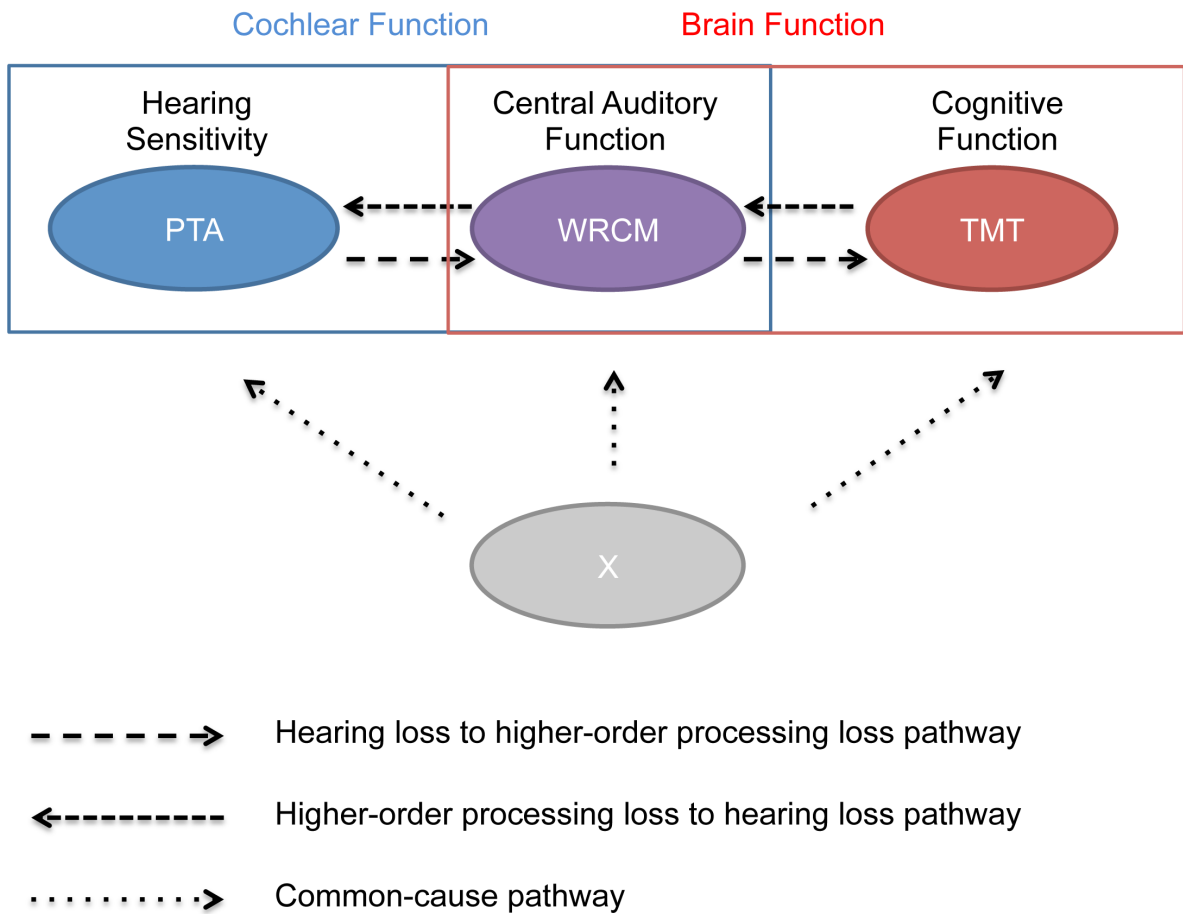 Cochlear Function
Brain Function
Hearing
Sensitivity
Central Auditory
Function
Cognitive
Function
PTA
WRCM
TMT
X
Hearing loss to higher-order processing loss pathway
Higher-order processing loss to hearing loss pathway
Common-cause pathway